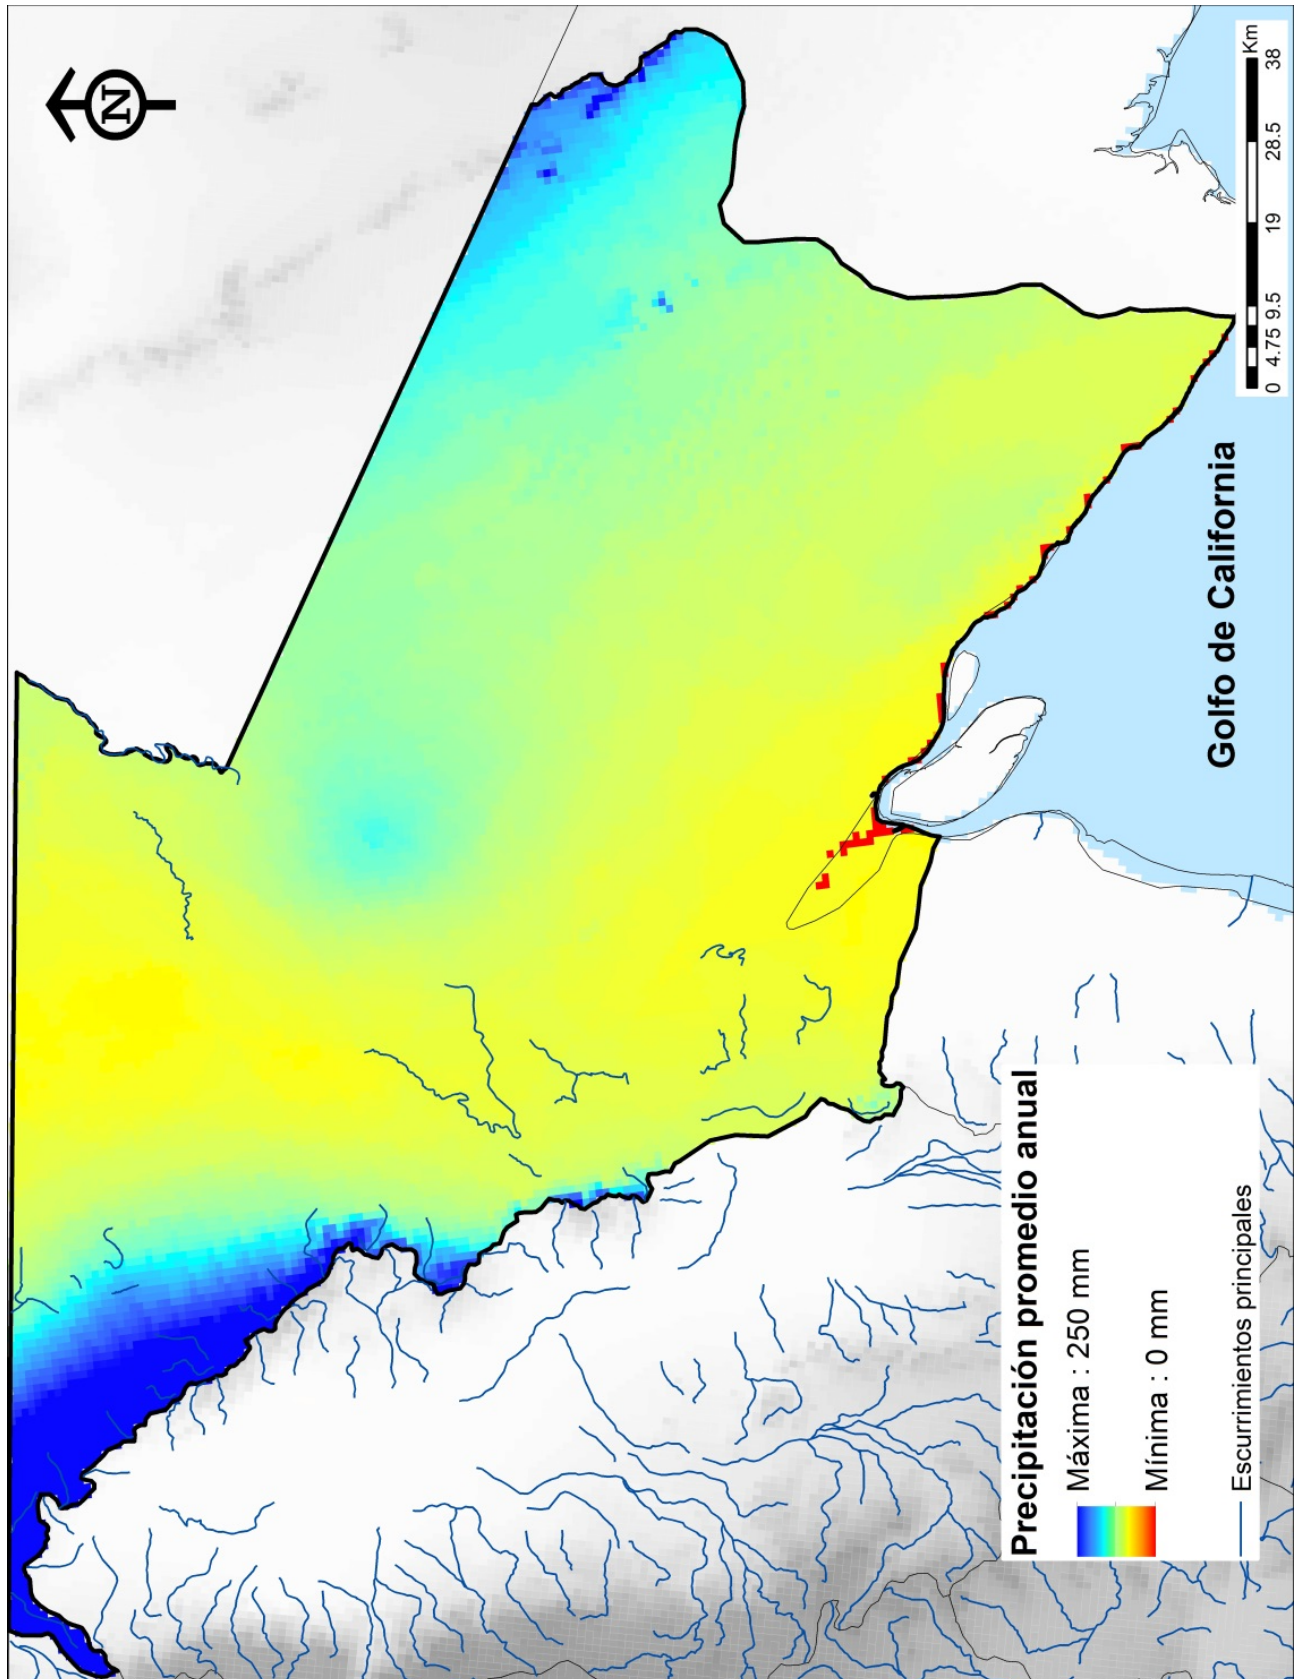 N
Golfo de California
0 4.75 9.5 19 28.5 38
Km
Precipitación promedio anual
Máxima : 250 mm
Mínima : 0 mm
Escurrimientos principales